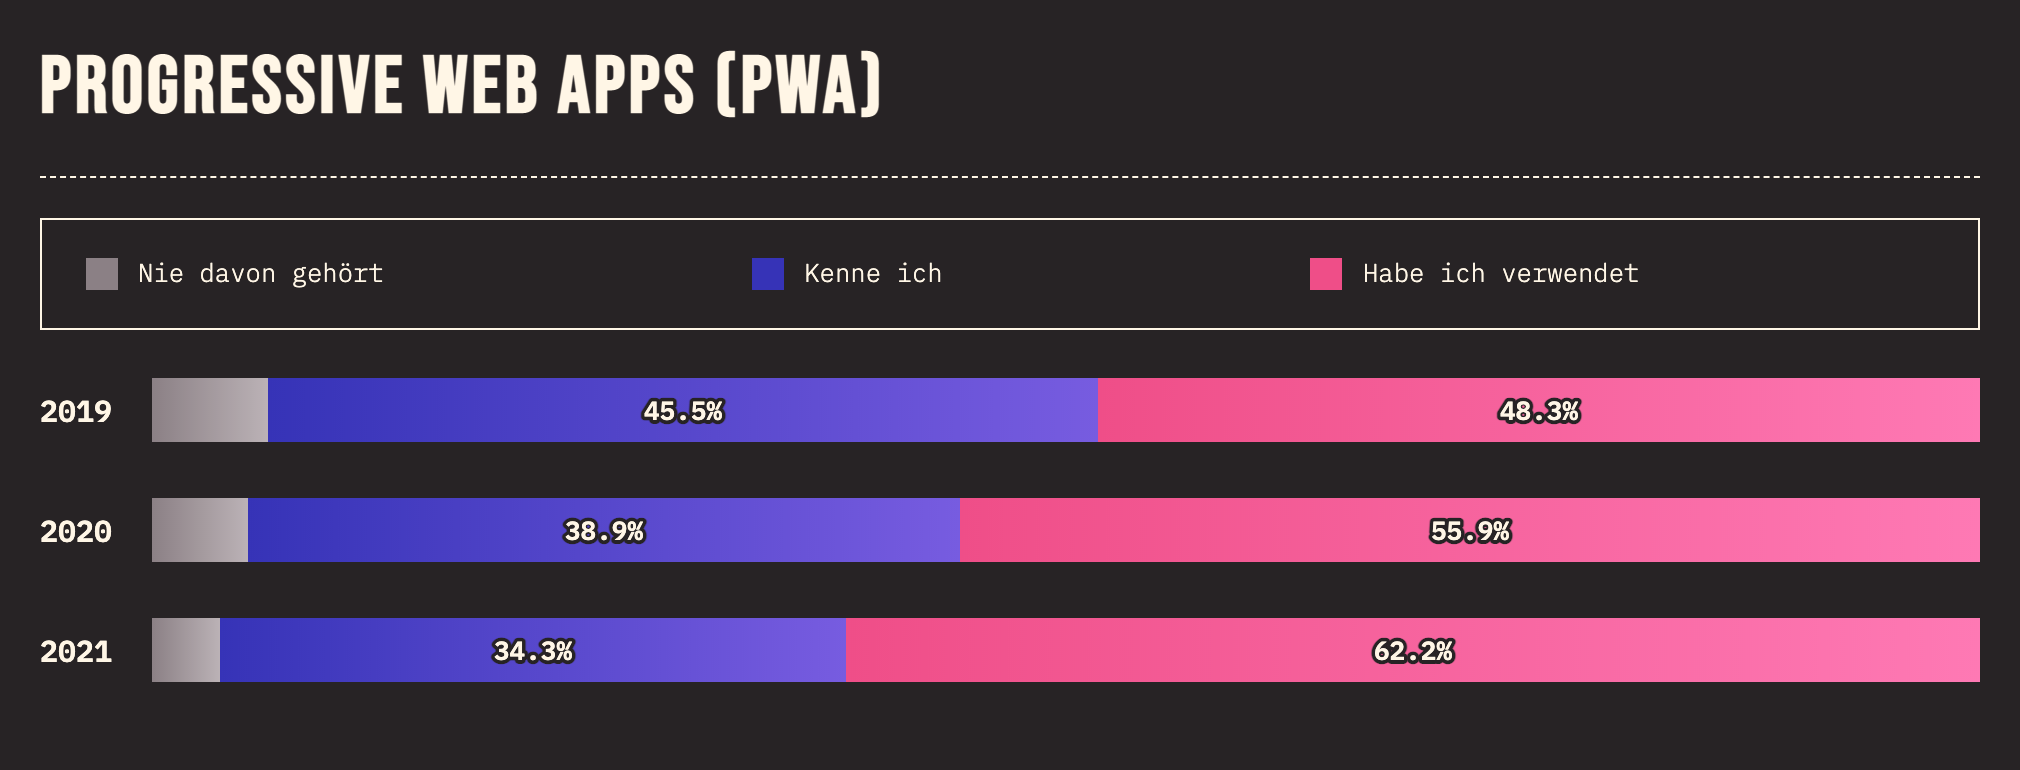 PROGRESSIVE WEB APPS (PWA)
Nie davon gehört
Kenne ich
Habe ich verwendet
2019 45.5% 48.3%
2020 38.9% 55.9%
2021 34.3% 62.2%